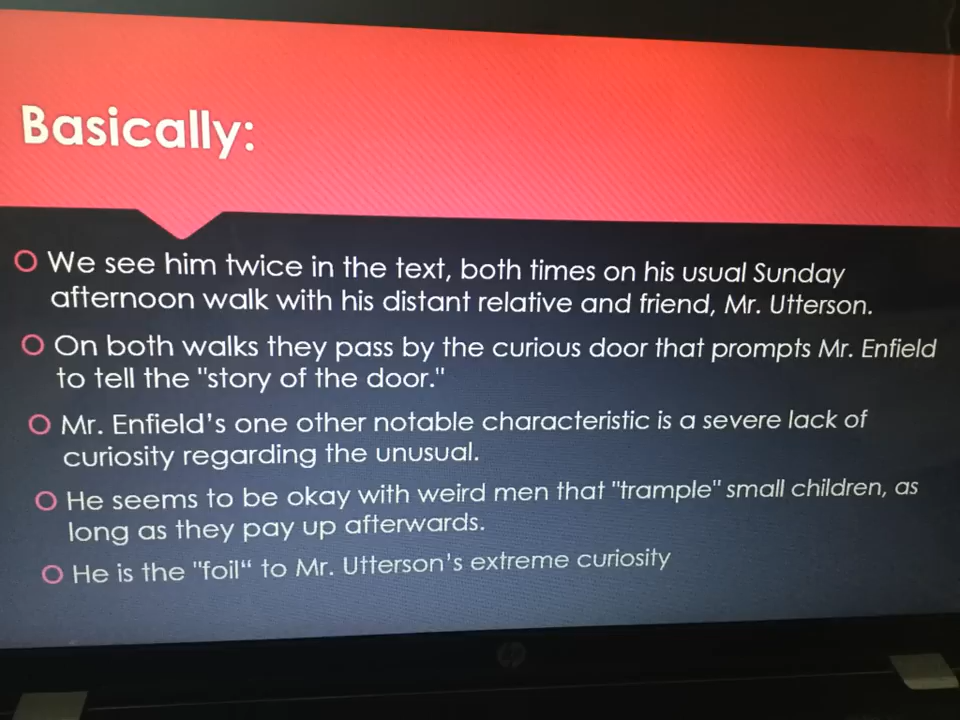 Basically:
We see him twice in the text, both times on his usual Sunday
afternoon walk with his distant relative and friend, Mr. Utterson.
On both walks they pass by the curious door that prompts Mr. Enfield
to tell the "story of the door."
Mr. Enfield’s one other notable characteristic is a severe lack of
curiosity regarding the unusual.
He seems to be okay with weird men that "trample" small children, as
long as they pay up afterwards.
He is the "foil“ to Mr. Utterson’s extreme curiosity
hp